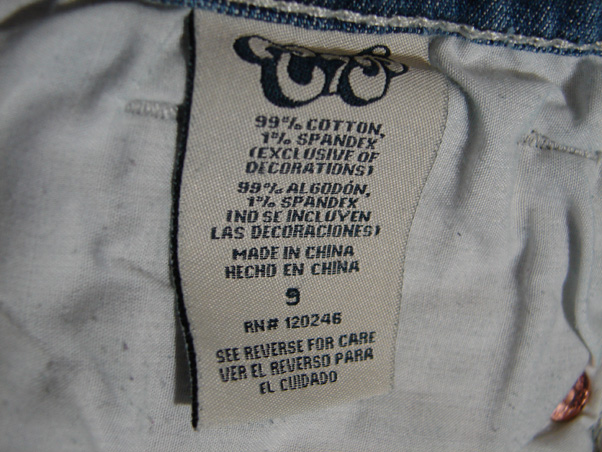 99% COTTON,
1% SPANDEX
(EXCLUSIVE OF
DECORATIONS)
99% ALGODÓN,
1% SPANDEX
(NO SE INCLUYEN
LAS DECORACIONES)
MADE IN CHINA
HECHO EN CHINA
9
RN# 120246
SEE REVERSE FOR CARE
VER EL REVERSO PARA
EL CUIDADO